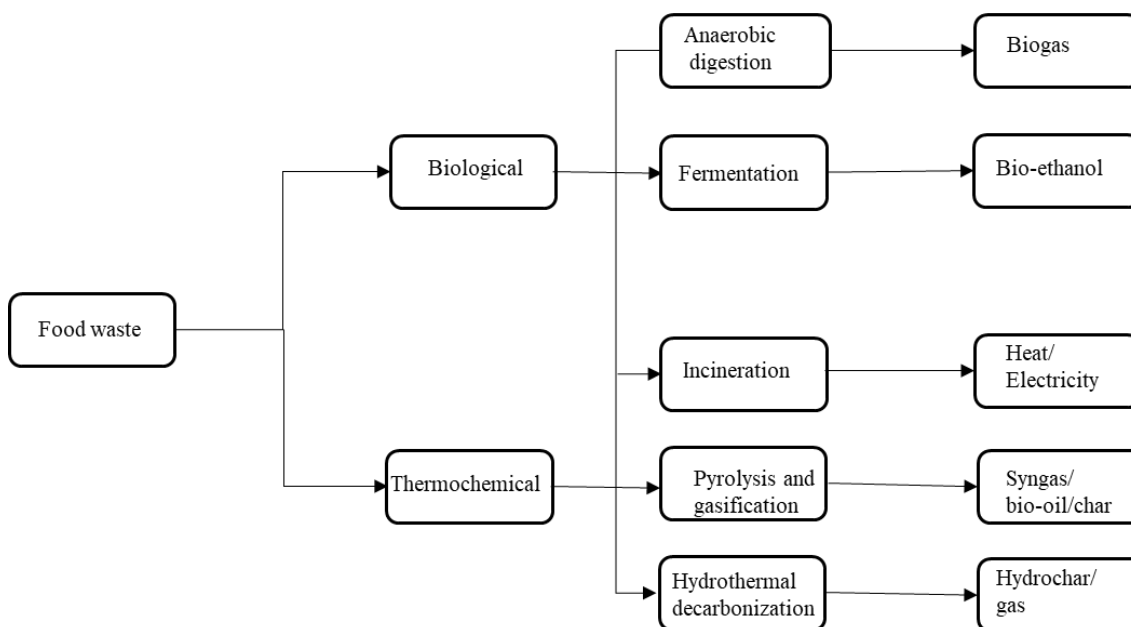 Anaerobic
digestion
Biogas
Biological
Fermentation
Bio-ethanol
Food waste
Incineration
Heat/
Electricity
Thermochemical
Pyrolysis and
gasification
Syngas/
bio-oil/char
Hydrothermal
decarbonization
Hydrochar/
gas